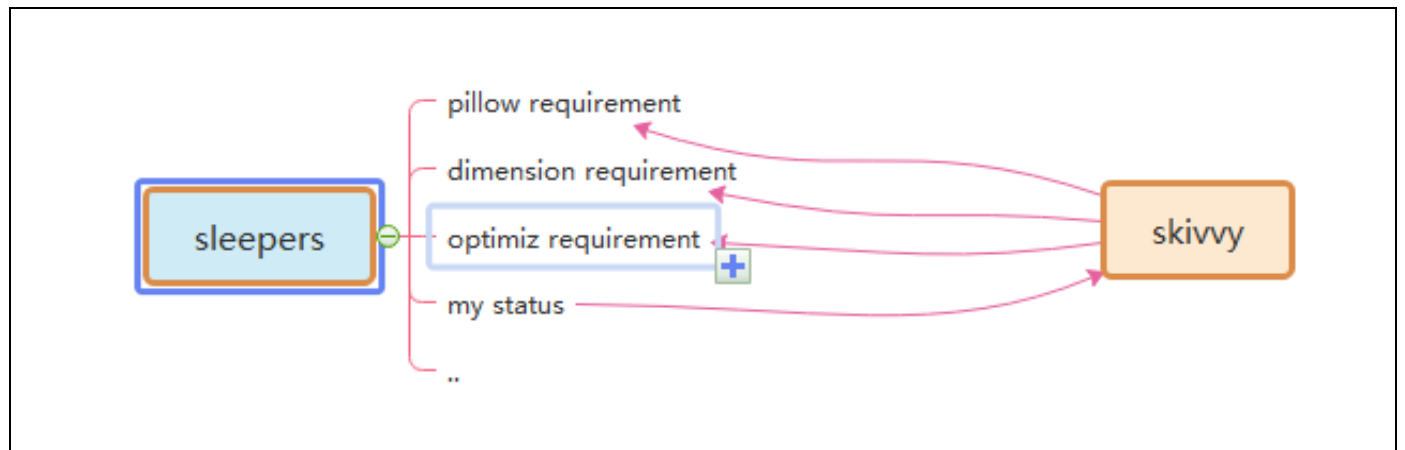 pillow requirement
dimension requirement
sleepers
optimiz requirement
skivvy
my status
..